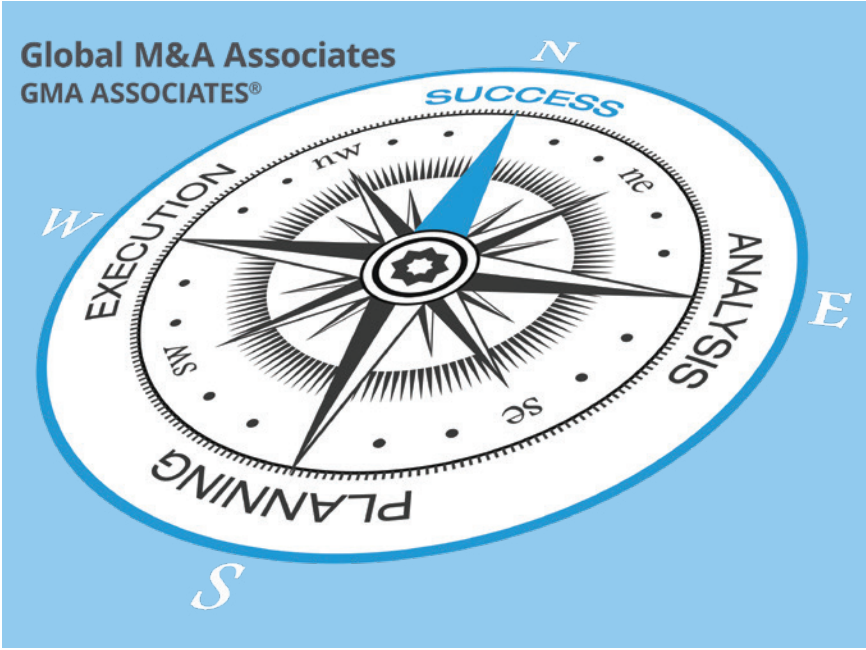 Global M&A Associates
GMA ASSOCIATES®
N
SUCCESS
nw
ne
W
EXECUTION
ANALYSIS
E
sw
se
PLANNING
S